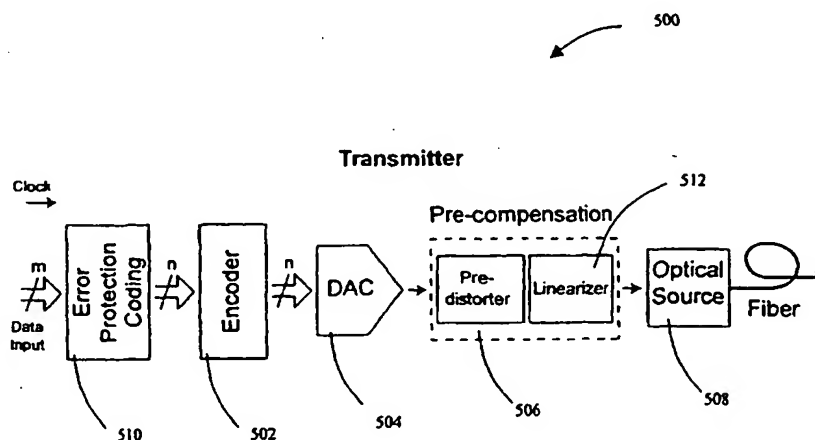 500
Transmitter
512
Clock
Pre-compensation
m
Data
Input
Error
Protection
Coding
n
Encoder
n
DAC
Pre-
distorter
Linearizer
Optical
Source
Fiber
510
502
504
506
508